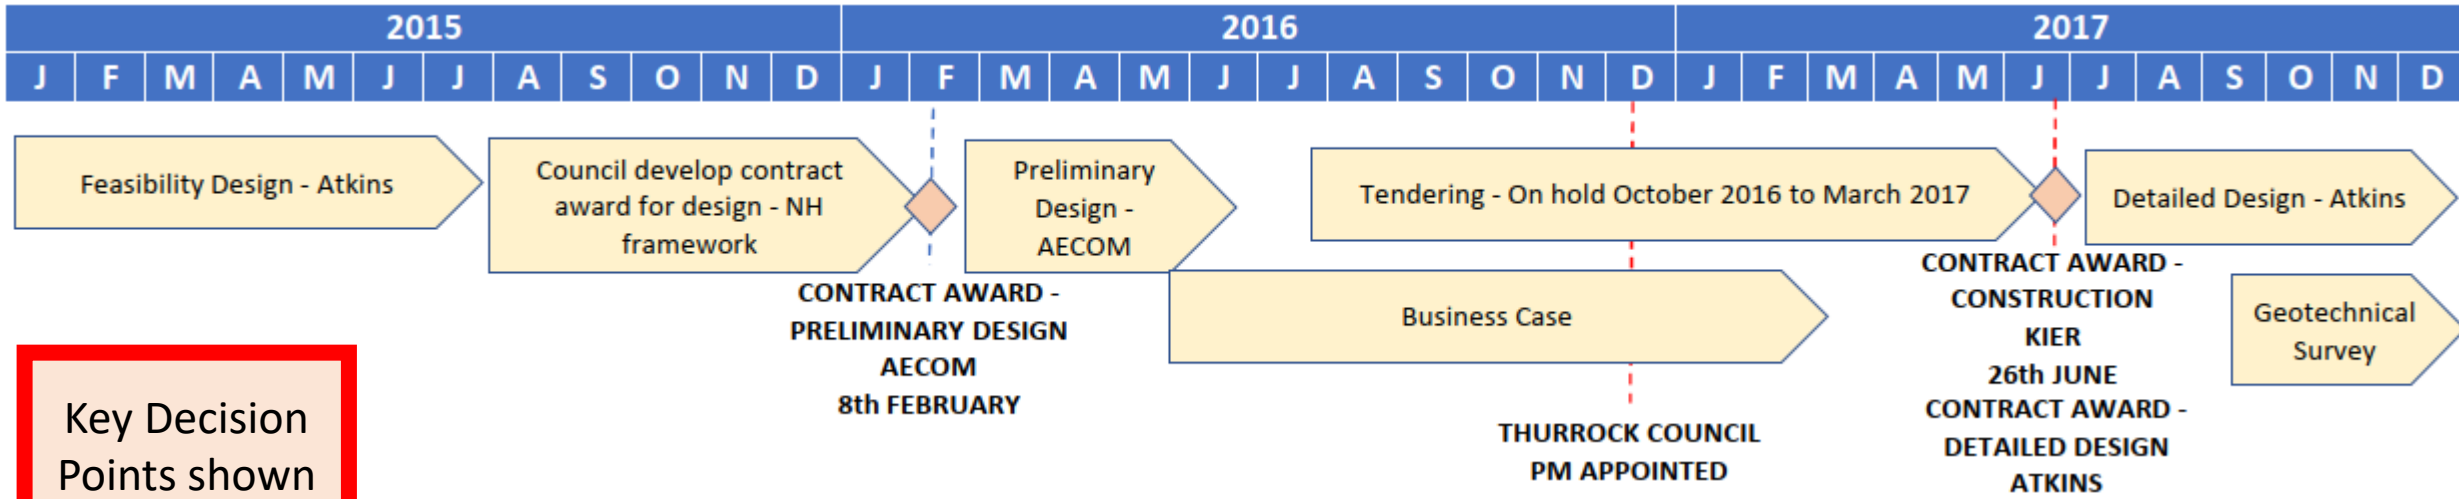 2015 2016 2017
J F M A M J J A S O N D J F M A M J J A S O N D J F M A M J J A S O N D
Feasibility Design - Atkins
Council develop contract
award for design - NH
framework
CONTRACT AWARD -
PRELIMINARY DESIGN
AECOM
8th FEBRUARY
Preliminary
Design -
AECOM
Tendering - On hold October 2016 to March 2017
Business Case
THURROCK COUNCIL
PM APPOINTED
CONTRACT AWARD -
CONSTRUCTION
KIER
26th JUNE
CONTRACT AWARD -
DETAILED DESIGN
ATKINS
Detailed Design - Atkins
Geotechnical
Survey
Key Decision
Points shown